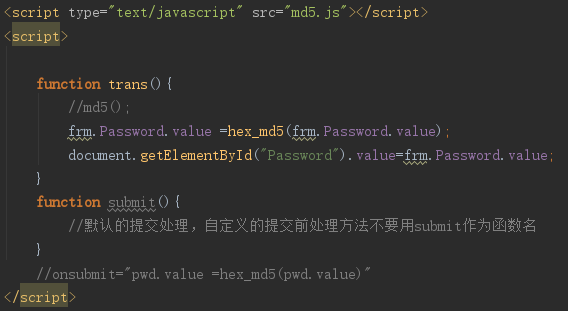 <script type="text/javascript" src="md5.js"></script>
<script>
function trans(){
//md5();
frm.Password.value =hex_md5(frm.Password.value);
document.getElementById("Password").value=frm.Password.value;
}
function submit(){
//默认的提交处理，自定义的提交前处理方法不要用submit作为函数名
}
//onsubmit="pwd.value =hex_md5(pwd.value)"
</script>